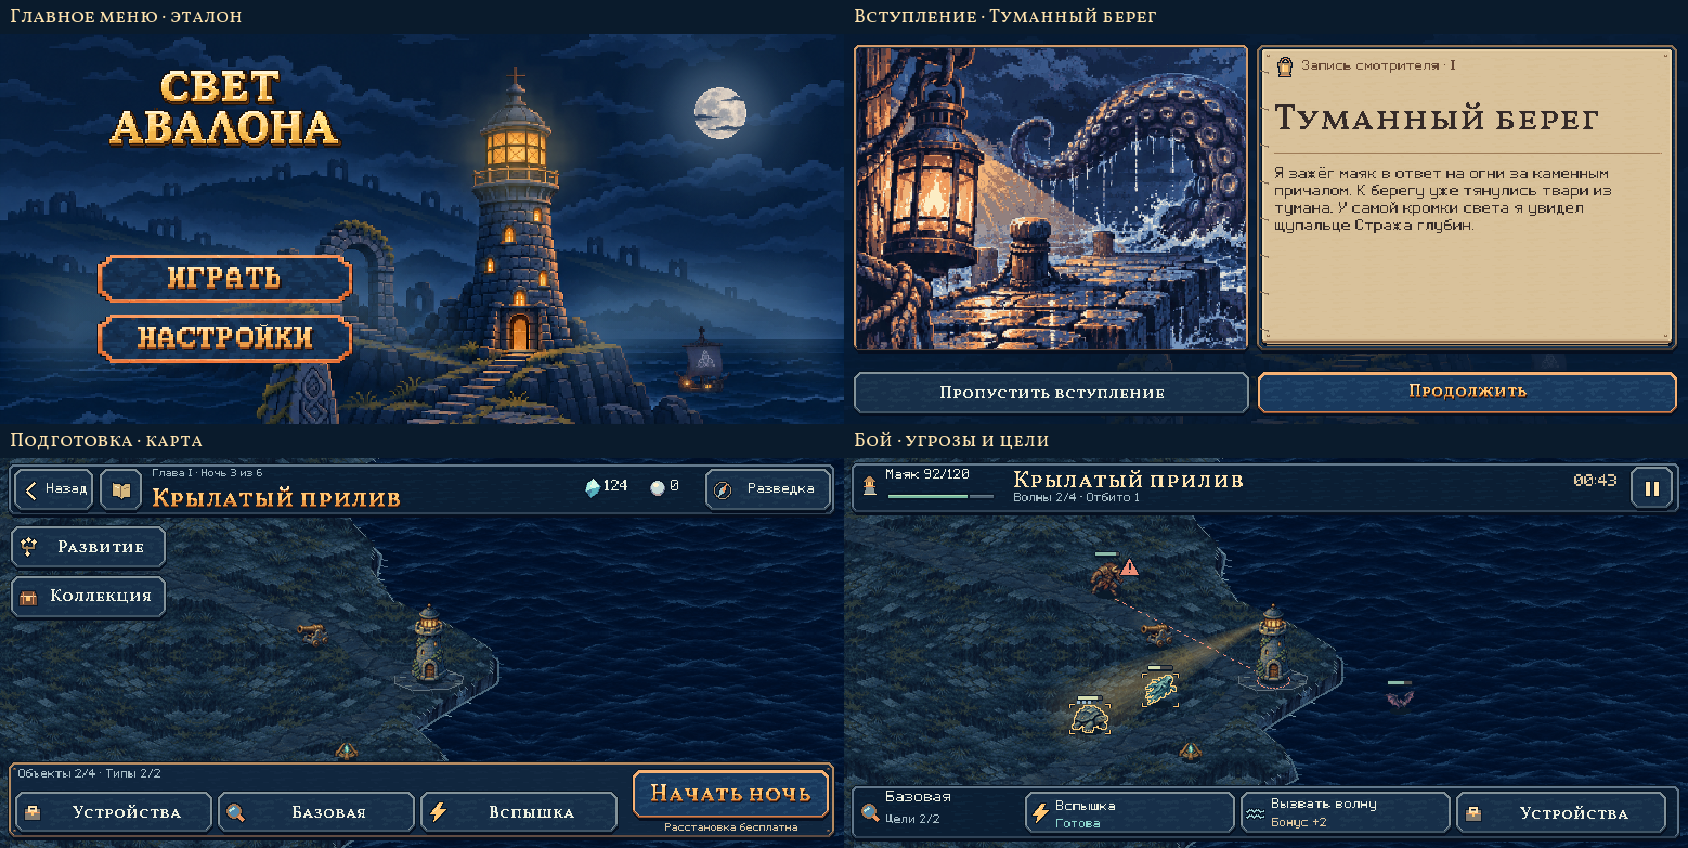 Главное меню · эталон
СВЕТ
АВАЛОНА
ИГРАТЬ
НАСТРОЙКИ
Вступление · Туманный берег
Запись смотрителя · I
Туманный берег
Я зажёг маяк в ответ на огни за каменным
причалом. К берегу уже тянулись твари из
тумана. У самой кромки света я увидел
щупальце Стража глубин.
Пропустить вступление
Продолжить
Подготовка · карта
Назад
Глава I · Ночь 3 из 6
Крылатый прилив
124
0
Разведка
Развитие
Коллекция
Объекты 2/4 · Типы 2/2
Устройства
Базовая
Вспышка
Начать ночь
Расстановка бесплатна
Бой · угрозы и цели
Маяк 92/120
Крылатый прилив
Волны 2/4 · Отбито 1
00:43
Базовая
Цели 2/2
Вспышка
Готова
Вызвать волну
Бонус +2
Устройства